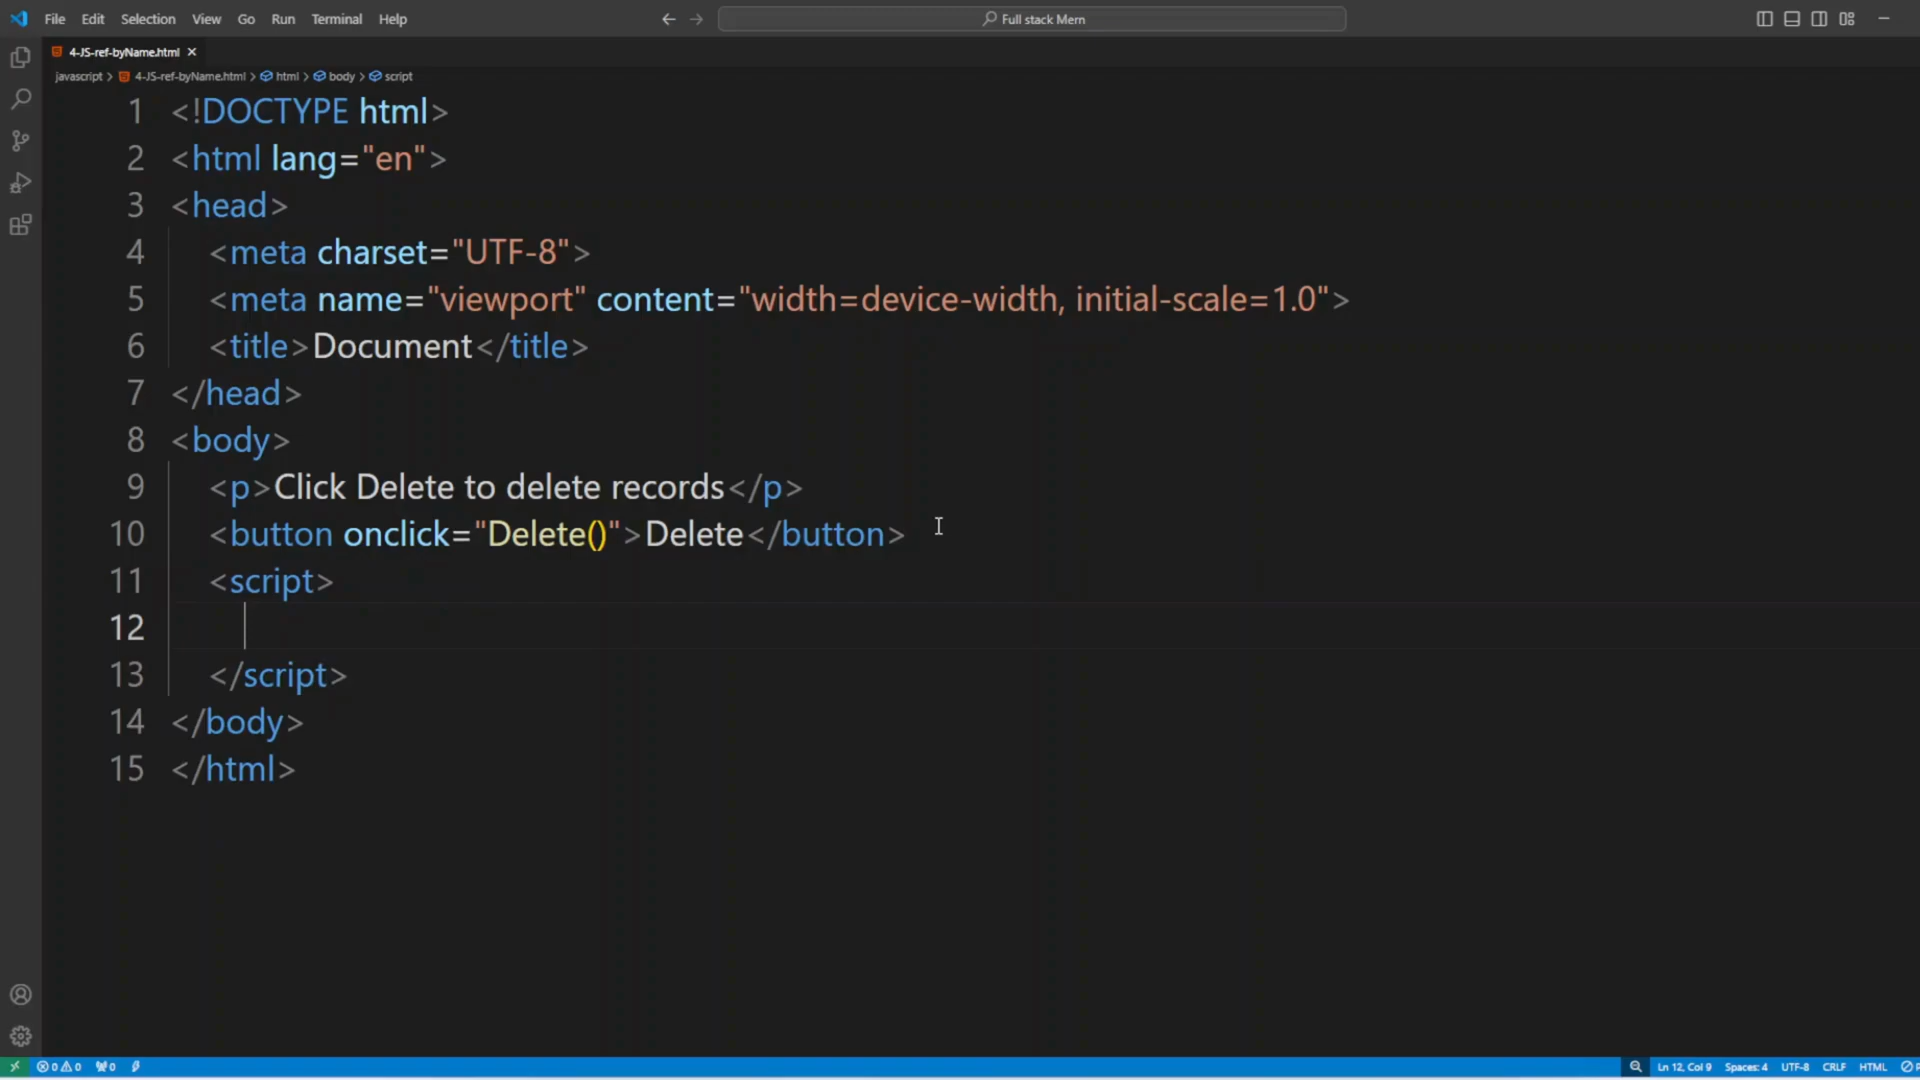 File Edit Selection View Go Run Terminal Help
Full stack Mern
4-JS-ref-byName.html
javascript > 4-JS-ref-byName.html > html > body > script
1 <!DOCTYPE html>
2 <html lang="en">
3 <head>
4 <meta charset="UTF-8">
5 <meta name="viewport" content="width=device-width, initial-scale=1.0">
6 <title>Document</title>
7 </head>
8 <body>
9 <p>Click Delete to delete records</p>
10 <button onclick="Delete()">Delete</button>
11 <script>
12
13 </script>
14 </body>
15 </html>
0 0 0 Ln 12, Col 9 Spaces: 4 UTF-8 CRLF HTML